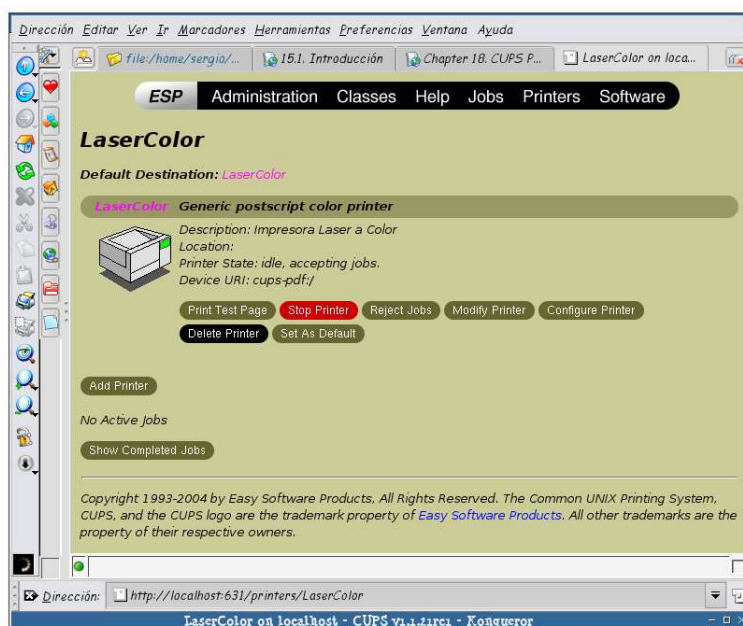 Dirección Editar Ver Ir Marcadores Herramientas Preferencias Ventana Ayuda
file:/home/sergio/... 15.1. Introducción Chapter 18. CUPS P... LaserColor on loca...
ESP Administration Classes Help Jobs Printers Software
LaserColor
Default Destination: LaserColor
LaserColor Generic postscript color printer
Description: Impresora Laser a Color
Location:
Printer State: idle, accepting jobs.
Device URI: cups-pdf:/
Print Test Page Stop Printer Reject Jobs Modify Printer Configure Printer
Delete Printer Set As Default
Add Printer
No Active Jobs
Show Completed Jobs
Copyright 1993-2004 by Easy Software Products, All Rights Reserved. The Common UNIX Printing System,
CUPS, and the CUPS logo are the trademark property of Easy Software Products. All other trademarks are the
property of their respective owners.
Dirección: http://localhost:631/printers/LaserColor
LaserColor on localhost - CUPS v1.1.21rc1 - Konqueror